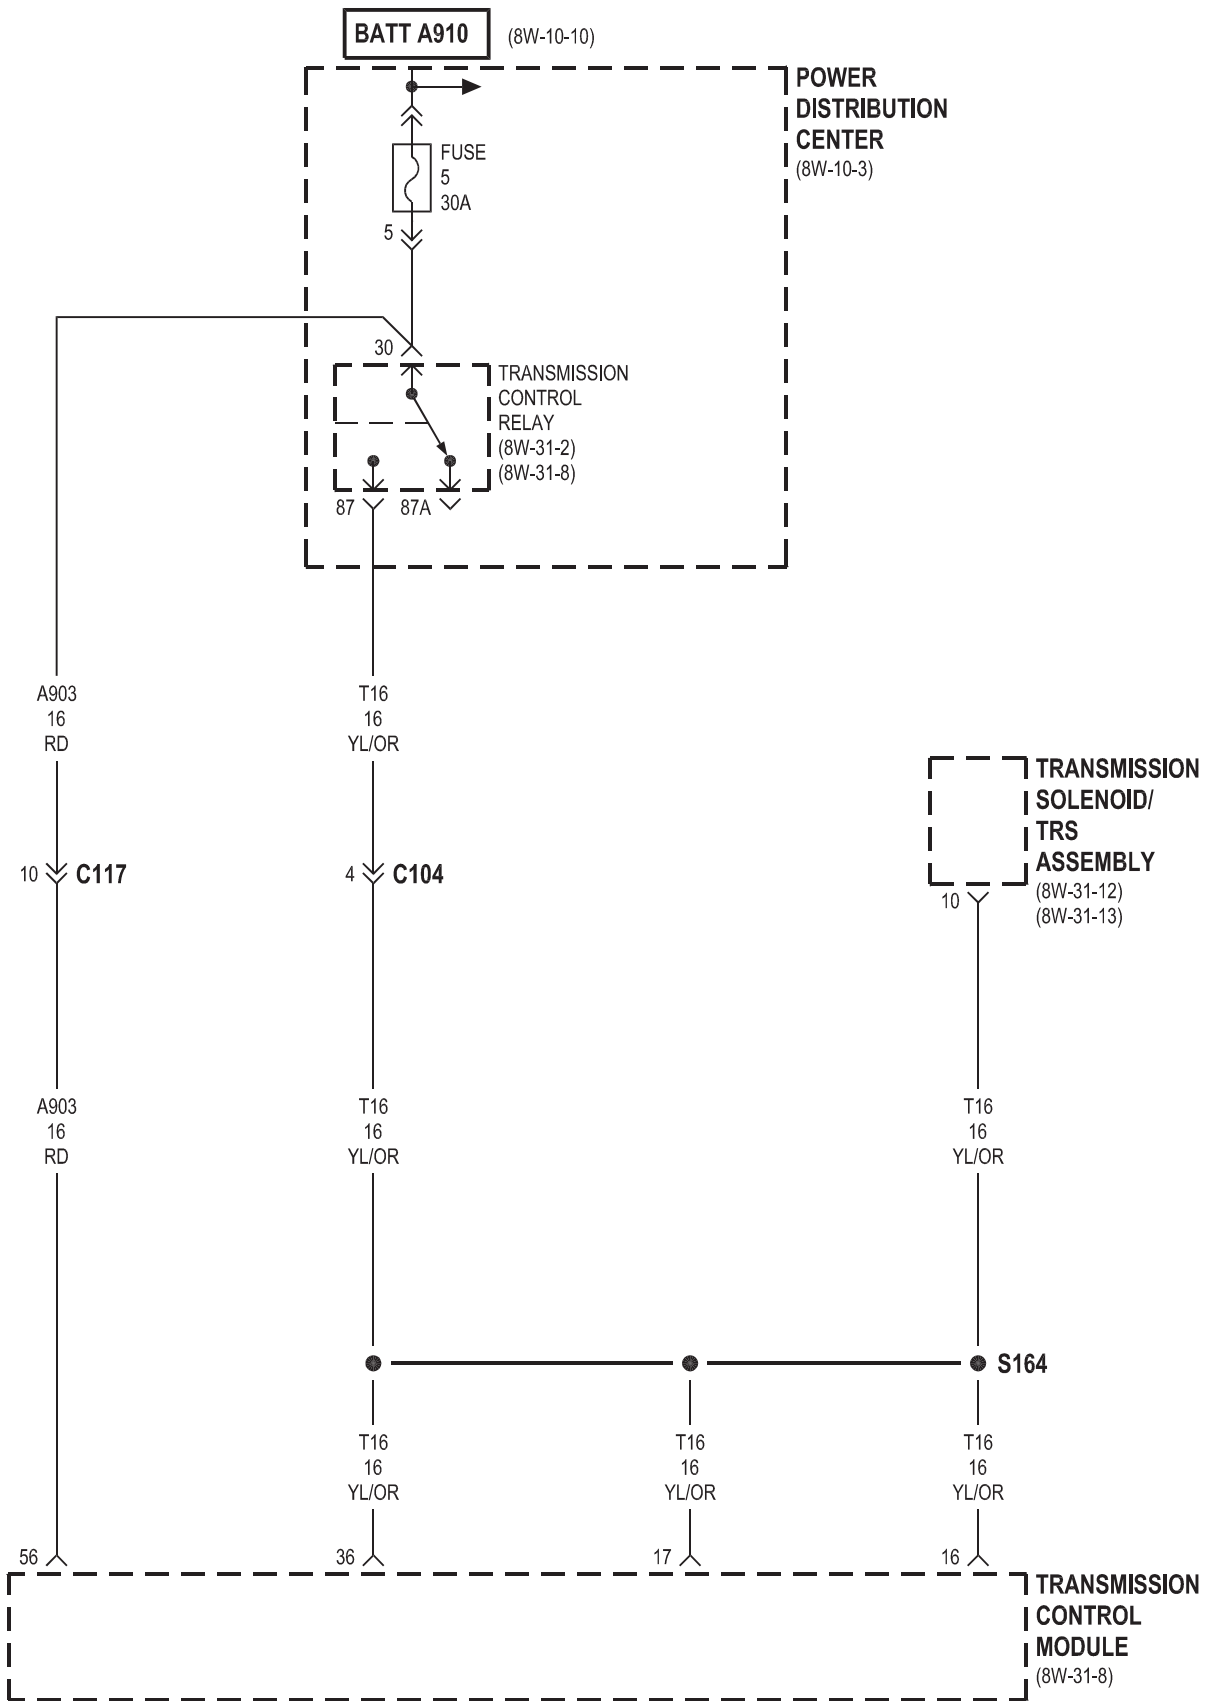 BATT A910
(8W-10-10)
POWER
DISTRIBUTION
CENTER
(8W-10-3)
FUSE
5
30A
5
30
TRANSMISSION
CONTROL
RELAY
(8W-31-2)
(8W-31-8)
87
87A
A903
16
RD
T16
16
YL/OR
TRANSMISSION
SOLENOID/
TRS
ASSEMBLY
(8W-31-12)
(8W-31-13)
10
C117
4
C104
10
A903
16
RD
T16
16
YL/OR
T16
16
YL/OR
S164
T16
16
YL/OR
T16
16
YL/OR
T16
16
YL/OR
56
36
17
16
TRANSMISSION
CONTROL
MODULE
(8W-31-8)